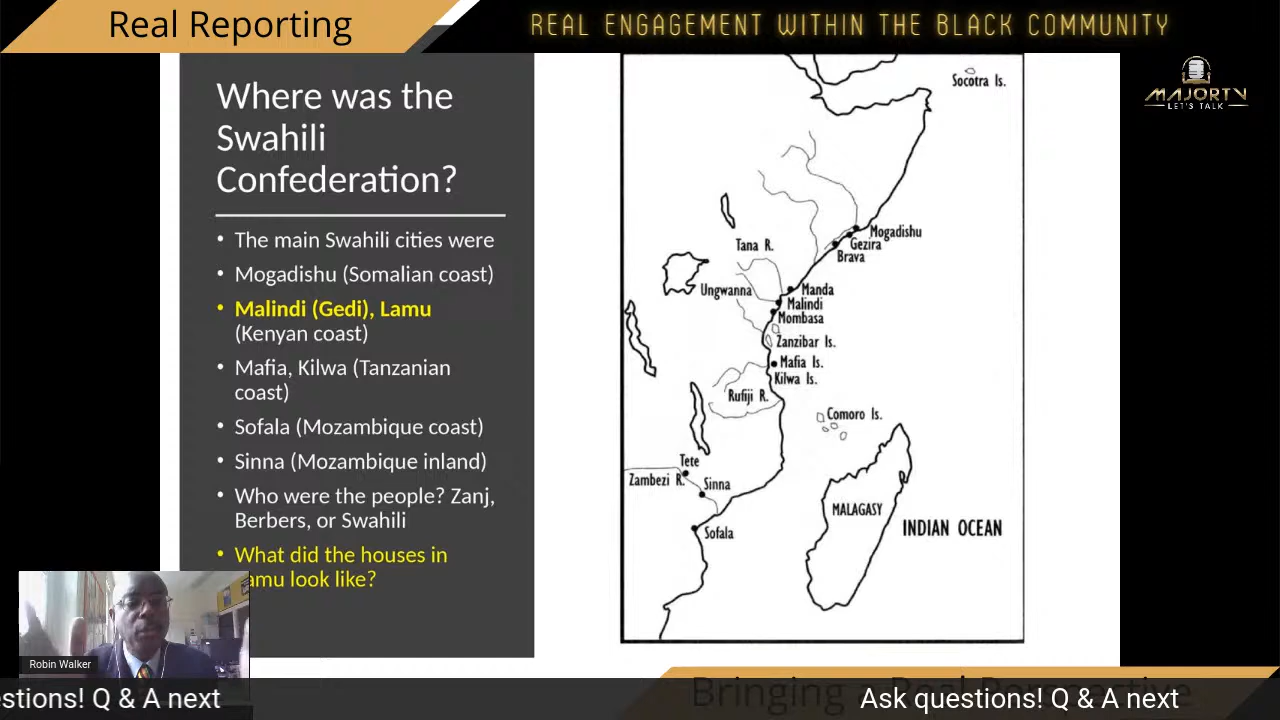 Real Reporting
REAL ENGAGEMENT WITHIN THE BLACK COMMUNITY
MAJORTV
LET'S TALK
Where was the
Swahili
Confederation?
• The main Swahili cities were
• Mogadishu (Somalian coast)
• Malindi (Gedi), Lamu
(Kenyan coast)
• Mafia, Kilwa (Tanzanian
coast)
• Sofala (Mozambique coast)
• Sinna (Mozambique inland)
• Who were the people? Zanj,
Berbers, or Swahili
• What did the houses in
amu look like?
Socotra Is.
Mogadishu
Gezira
Brava
Tana R.
Ungwanna
Manda
Malindi
Mombasa
Zanzibar Is.
Mafia Is.
Kilwa Is.
Rufiji R.
Comoro Is.
Tete
Zambezi R.
Sinna
MALAGASY
INDIAN OCEAN
Sofala
Robin Walker
Bringing a Real Perspective
estions! Q & A next
Ask questions! Q & A next